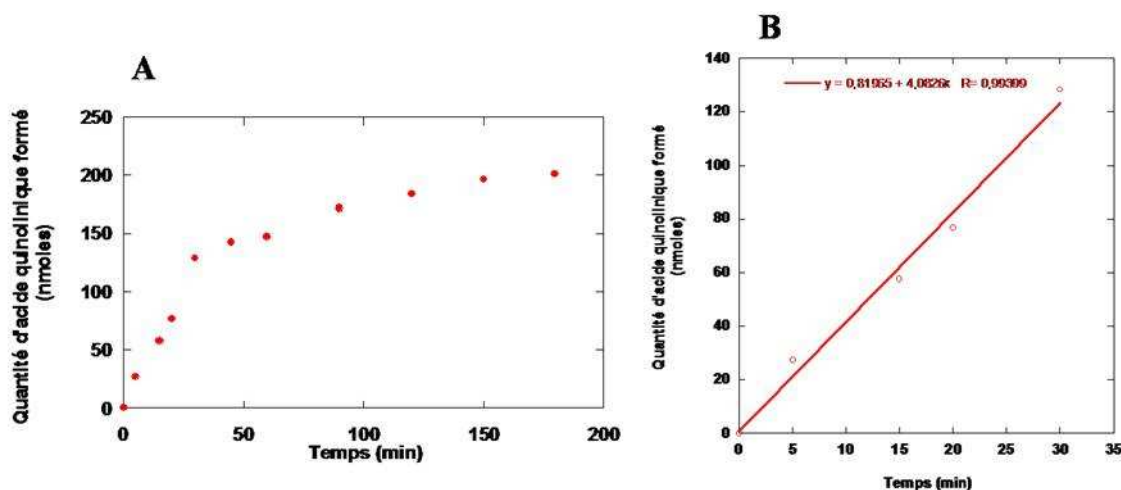 A
Quantité d'acide quinolinique formé
(nmoles)
250
200
150
100
50
0
0 50 100 150 200
Temps (min)
B
Quantité d'acide quinolinique formé
(nmoles)
140
120
100
80
60
40
20
0
y = 0,81965 + 4,0826x R= 0,99399
0 5 10 15 20 25 30 35
Temps (min)